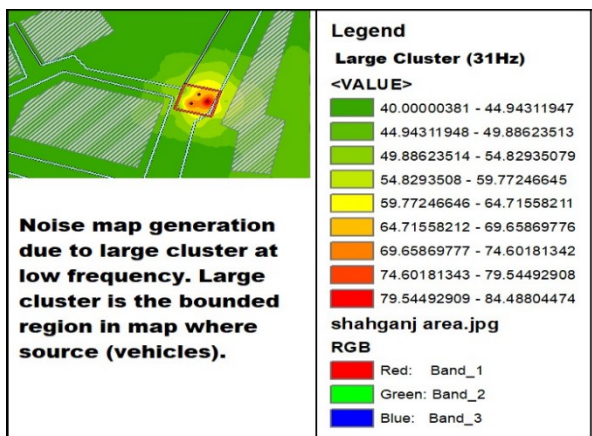 Noise map generation
due to large cluster at
low frequency. Large
cluster is the bounded
region in map where
source (vehicles).
Legend
Large Cluster (31Hz)
<VALUE>
40.00000381 - 44.94311947
44.94311948 - 49.88623513
49.88623514 - 54.82935079
54.8293508 - 59.77246645
59.77246646 - 64.71558211
64.71558212 - 69.65869776
69.65869777 - 74.60181342
74.60181343 - 79.54492908
79.54492909 - 84.48804474
shahganj area.jpg
RGB
Red: Band_1
Green: Band_2
Blue: Band_3